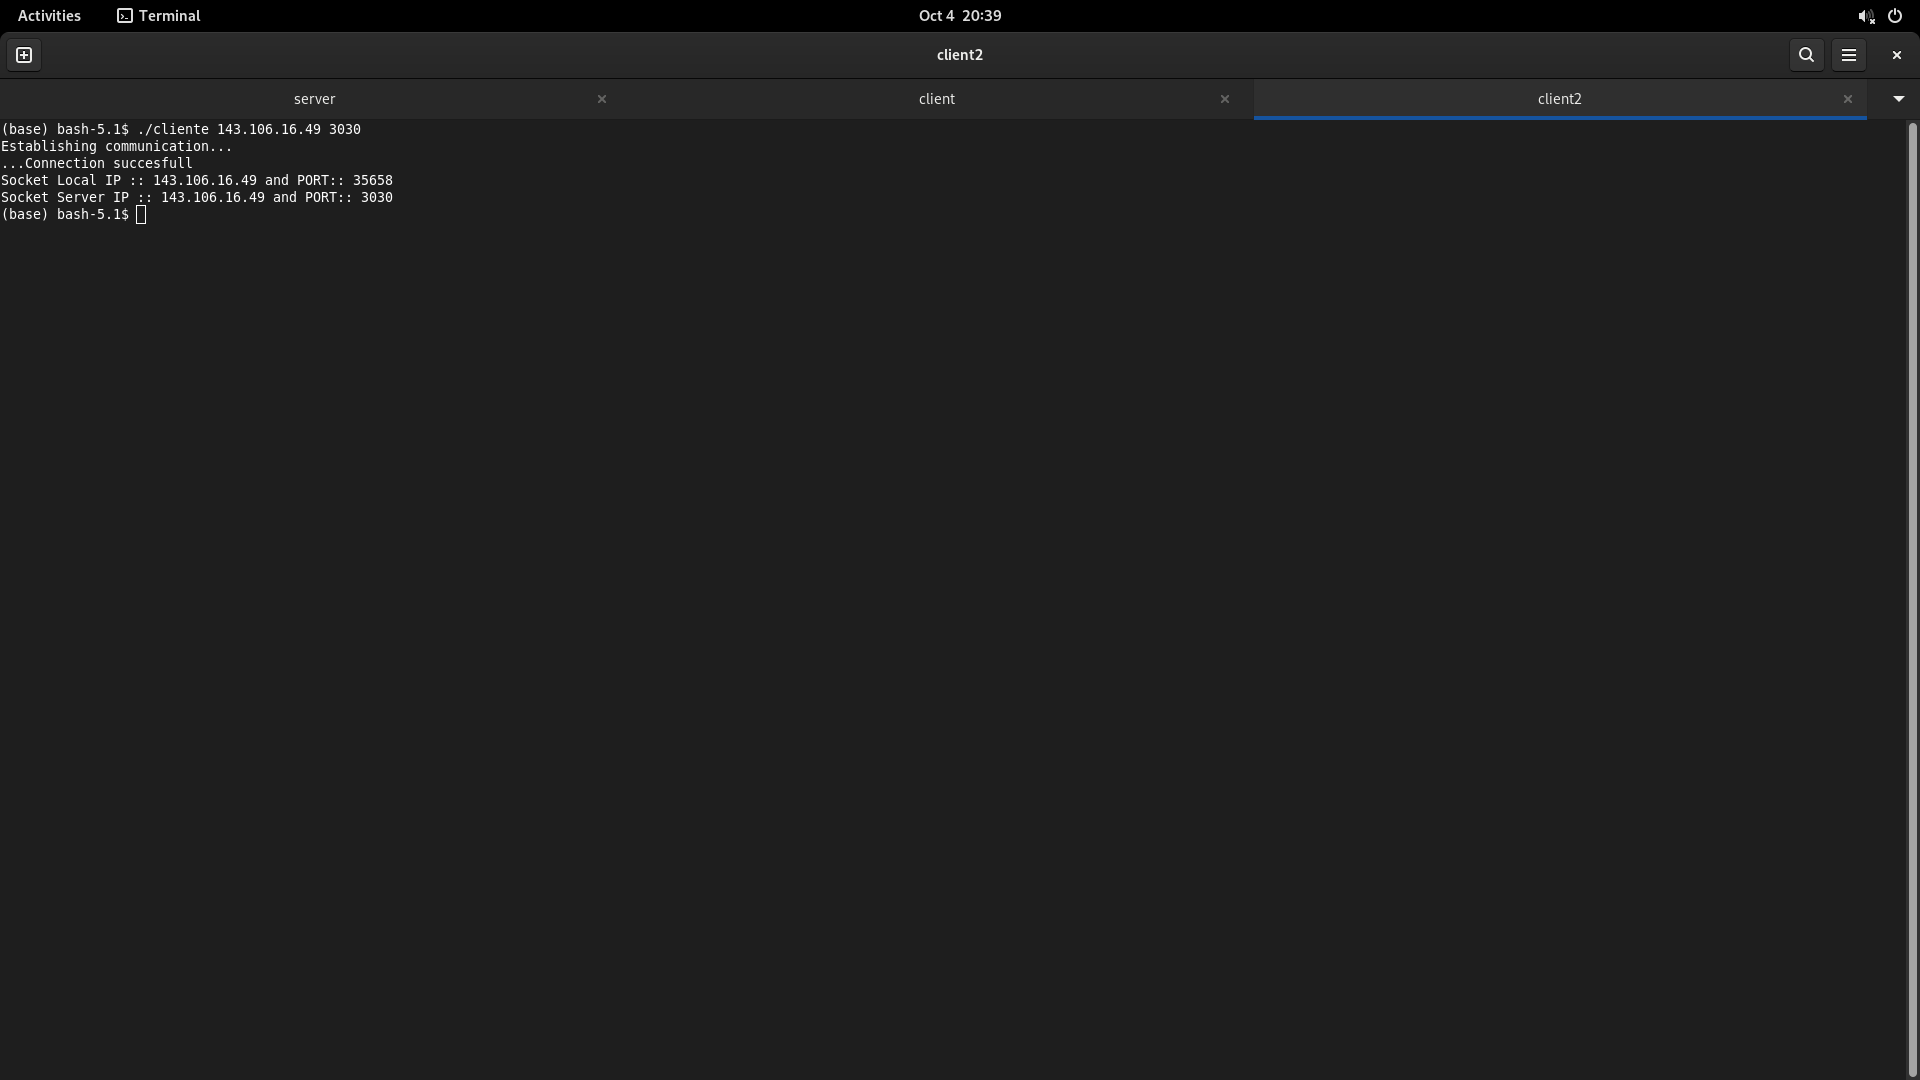 Activities Terminal Oct 4 20:39
client2
server client client2
(base) bash-5.1$ ./cliente 143.106.16.49 3030
Establishing communication...
...Connection succesfull
Socket Local IP :: 143.106.16.49 and PORT:: 35658
Socket Server IP :: 143.106.16.49 and PORT:: 3030
(base) bash-5.1$